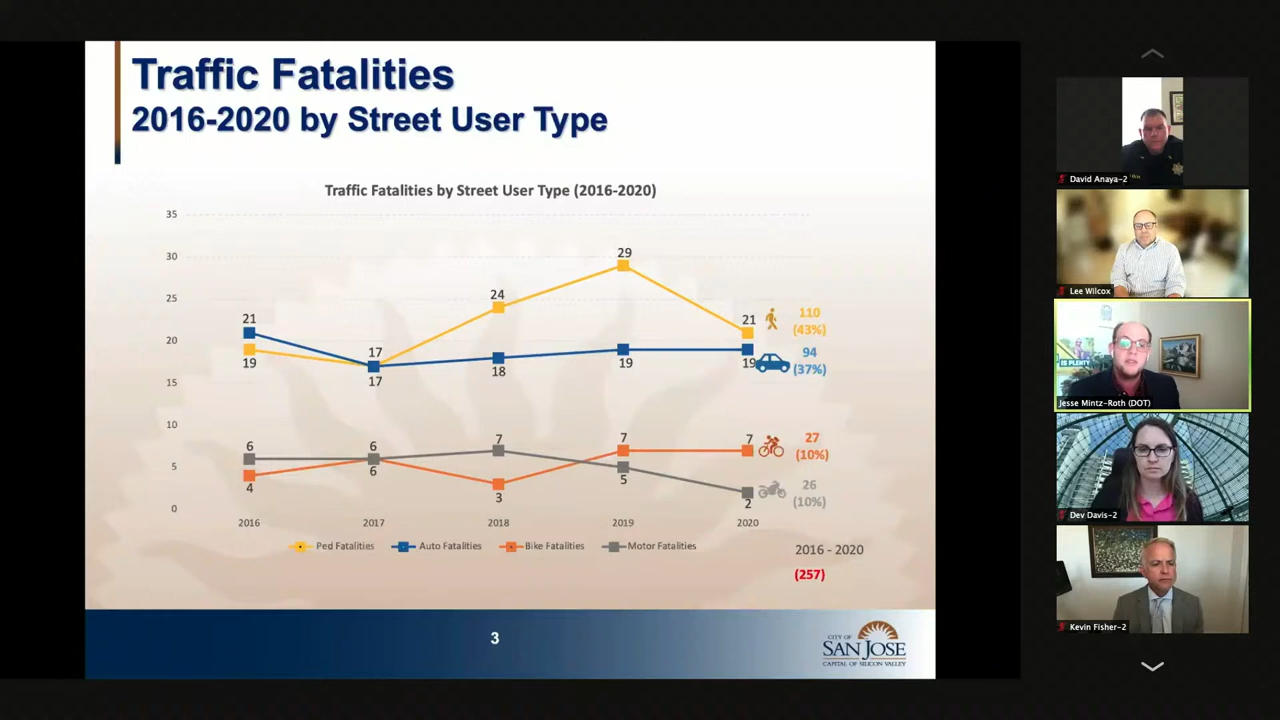 Traffic Fatalities
2016-2020 by Street User Type
Traffic Fatalities by Street User Type (2016-2020)
35
30
25
20
15
10
5
0
21
19
17
17
24
18
29
19
21
19
6
4
6
6
7
3
7
5
7
2
110
(43%)
94
(37%)
27
(10%)
26
(10%)
2016
2017
2018
2019
2020
Ped Fatalities
Auto Fatalities
Bike Fatalities
Motor Fatalities
2016 - 2020
(257)
3
CITY OF
SAN JOSE
CAPITAL OF SILICON VALLEY
David Anaya-2
Lee Wilcox
IS PLENTY
Jesse Mintz-Roth (DOT)
Dev Davis-2
Kevin Fisher-2